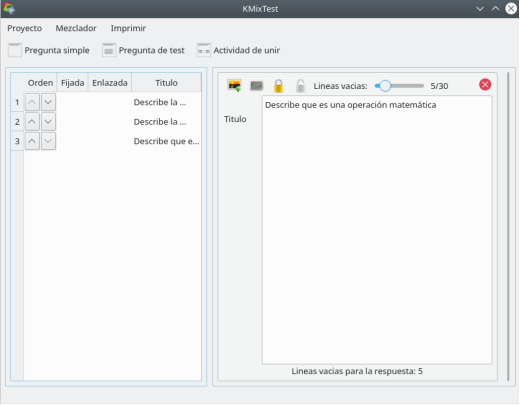 KMixTest
Proyecto Mezclador Imprimir
Pregunta simple Pregunta de test Actividad de unir
Orden Fijada Enlazada Titulo
1 Describe la ...
2 Describe la ...
3 Describe que e...
Lineas vacias: 5/30
Titulo
Describe que es una operación matemática
Lineas vacias para la respuesta: 5